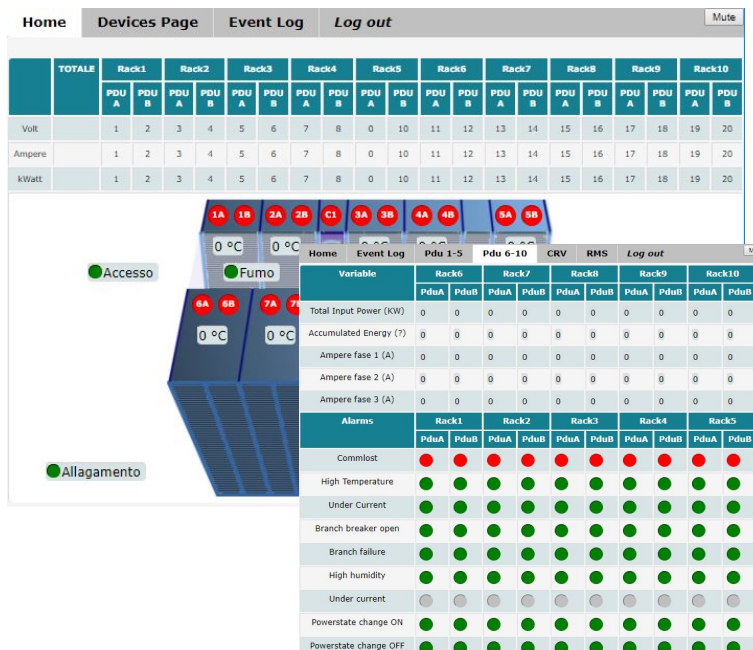 Home Devices Page Event Log Log out Mute
TOTALE Rack1 Rack2 Rack3 Rack4 Rack5 Rack6 Rack7 Rack8 Rack9 Rack10
PDU A PDU B PDU A PDU B PDU A PDU B PDU A PDU B PDU A PDU B PDU A PDU B PDU A PDU B PDU A PDU B PDU A PDU B PDU A PDU B
Volt 1 2 3 4 5 6 7 8 0 10 11 12 13 14 15 16 17 18 19 20
Ampere 1 2 3 4 5 6 7 8 0 10 11 12 13 14 15 16 17 18 19 20
kWatt 1 2 3 4 5 6 7 8 0 10 11 12 13 14 15 16 17 18 19 20
1A 1B 2A 2B C1 3A 3B 4A 4B 5A 5B
0 °C 0 °C
Accesso Fumo
6A 6B 7A
0 °C 0 °C
Allagamento
Home Event Log Pdu 1-5 Pdu 6-10 CRV RMS Log out
Variable Rack6 Rack7 Rack8 Rack9 Rack10
PduA PduB PduA PduB PduA PduB PduA PduB PduA PduB
Total Input Power (KW) 0 0 0 0 0 0 0 0 0 0
Accumulated Energy (?) 0 0 0 0 0 0 0 0 0 0
Ampere fase 1 (A) 0 0 0 0 0 0 0 0 0 0
Ampere fase 2 (A) 0 0 0 0 0 0 0 0 0 0
Ampere fase 3 (A) 0 0 0 0 0 0 0 0 0 0
Alarms Rack1 Rack2 Rack3 Rack4 Rack5
PduA PduB PduA PduB PduA PduB PduA PduB PduA PduB
Commlost
High Temperature
Under Current
Branch breaker open
Branch failure
High humidity
Under current
Powerstate change ON
Powerstate change OFF